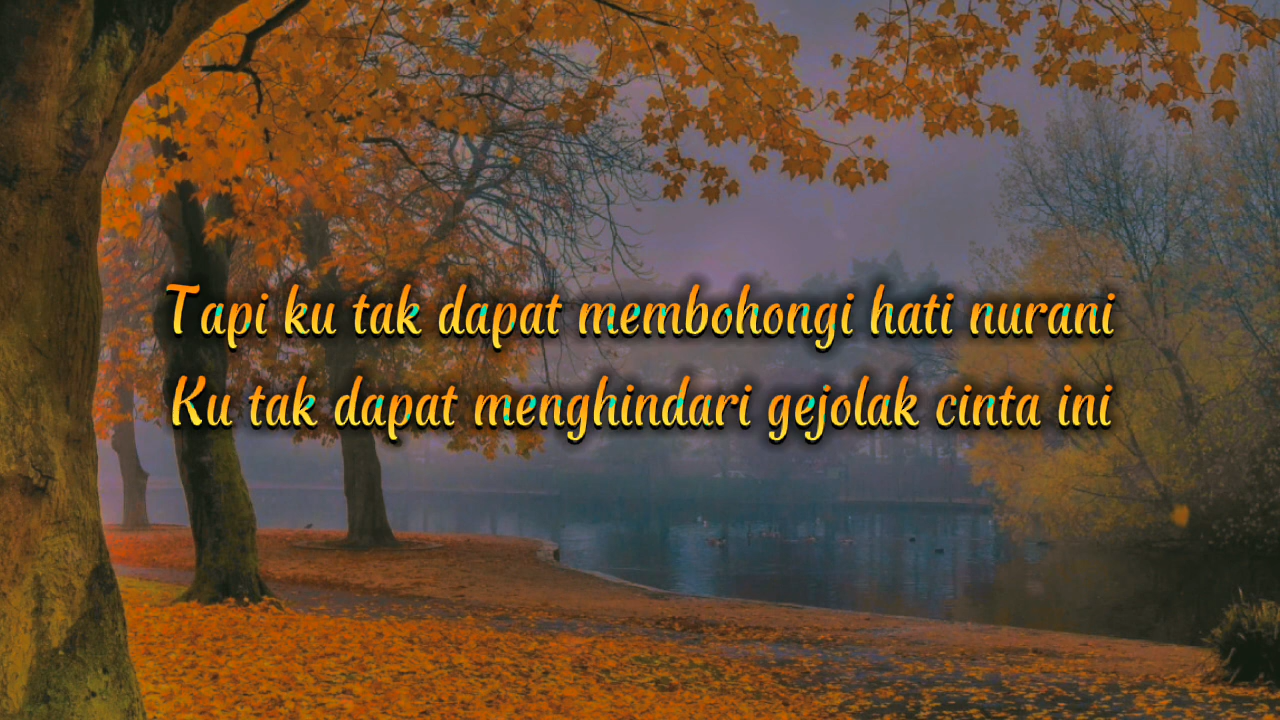 Tapi ku tak dapat membohongi hati nurani
Ku tak dapat menghindari gejolak cinta ini